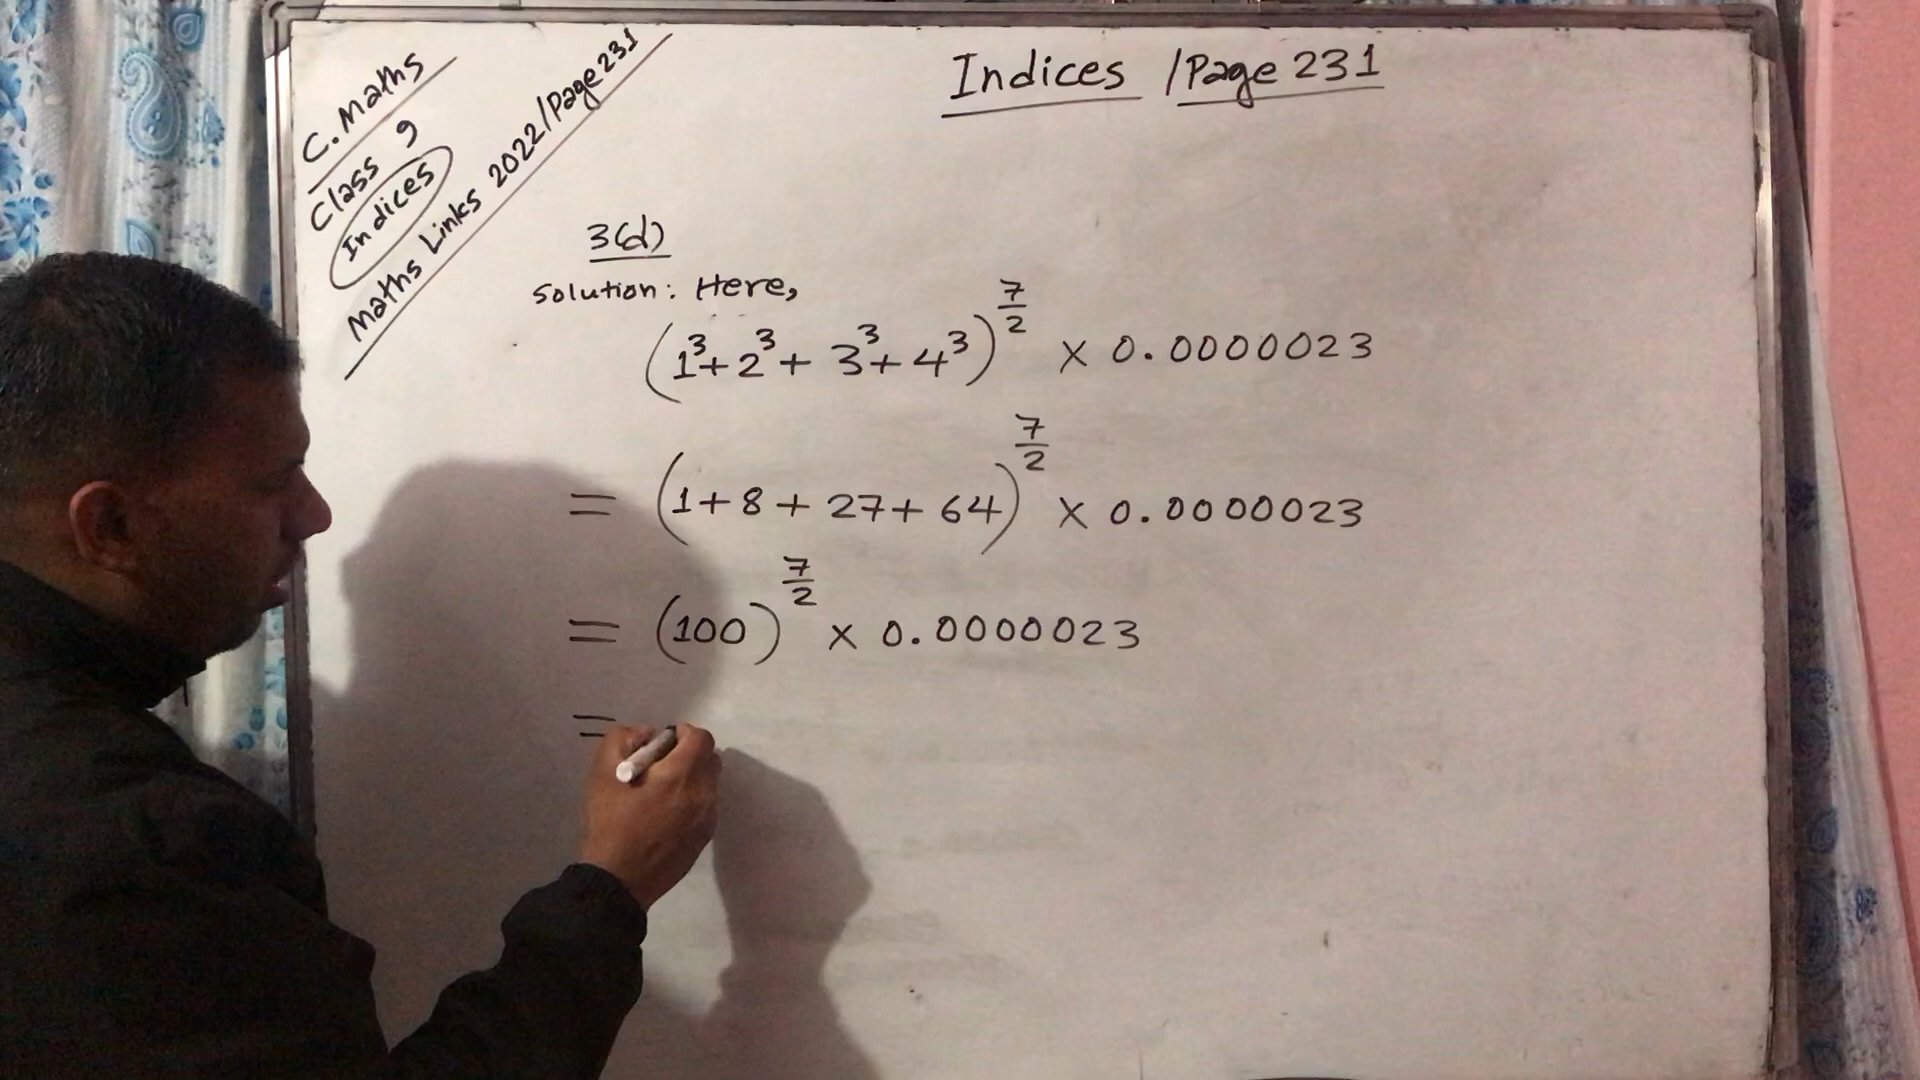 C. Maths
Class 9
Indices
Maths Links 2022/Page 231
Indices /Page 231
3(d)
Solution: Here,
(1³+2³+3³+4³)^(7/2) × 0.0000023
= (1+8+27+64)^(7/2) × 0.0000023
= (100)^(7/2) × 0.0000023
=